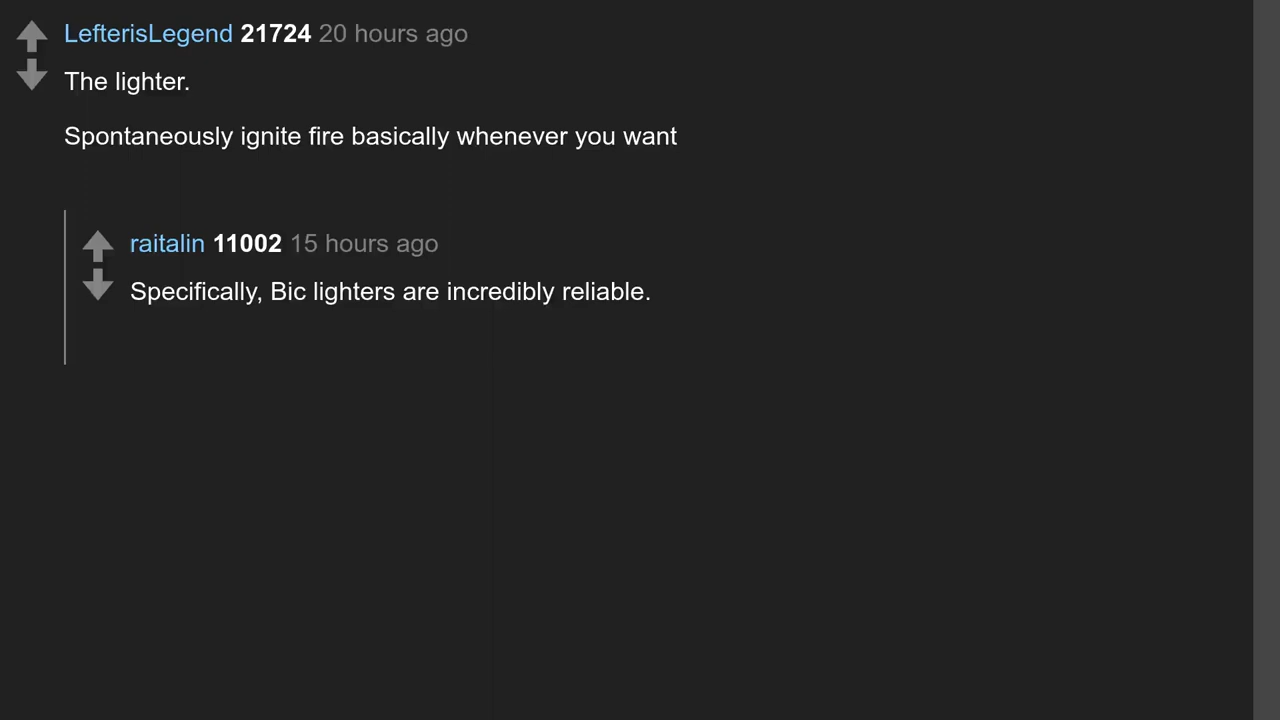 LefterisLegend 21724 20 hours ago
The lighter.
Spontaneously ignite fire basically whenever you want
raitalin 11002 15 hours ago
Specifically, Bic lighters are incredibly reliable.